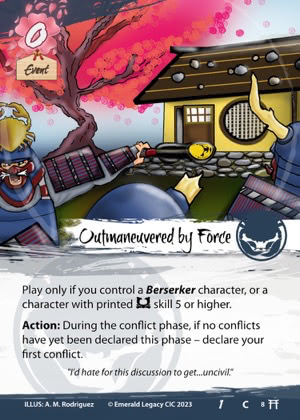 0
Event
Outmaneuvered by Force
Play only if you control a Berserker character, or a
character with printed skill 5 or higher.
Action: During the conflict phase, if no conflicts
have yet been declared this phase – declare your
first conflict.
"I'd hate for this discussion to get...uncivil."
ILLUS: A. M. Rodriguez © Emerald Legacy CIC 2023 1 C 8